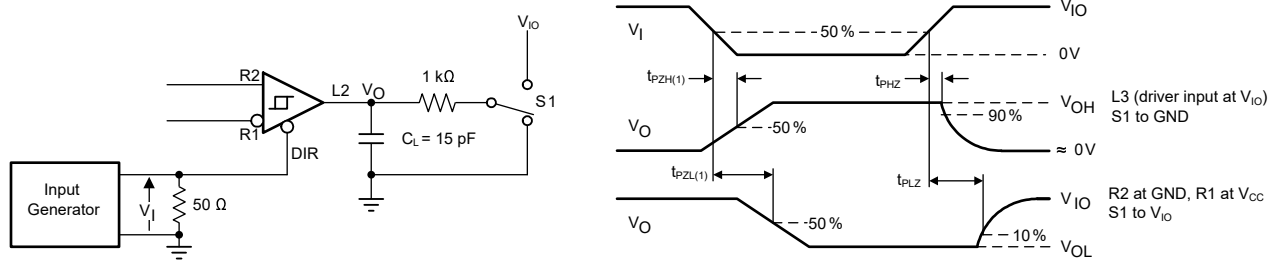 V_IO
R2
R1
L2
V_O
1 kΩ
S1
C_L = 15 pF
DIR
Input
Generator
V_I
50 Ω
V_I
50 %
V_IO
0V
t_PZH(1)
t_PHZ
V_O
50 %
V_OH
90 %
≈ 0V
L3 (driver input at V_IO)
S1 to GND
t_PZL(1)
t_PLZ
V_O
50 %
V_IO
10 %
V_OL
R2 at GND, R1 at V_CC
S1 to V_IO